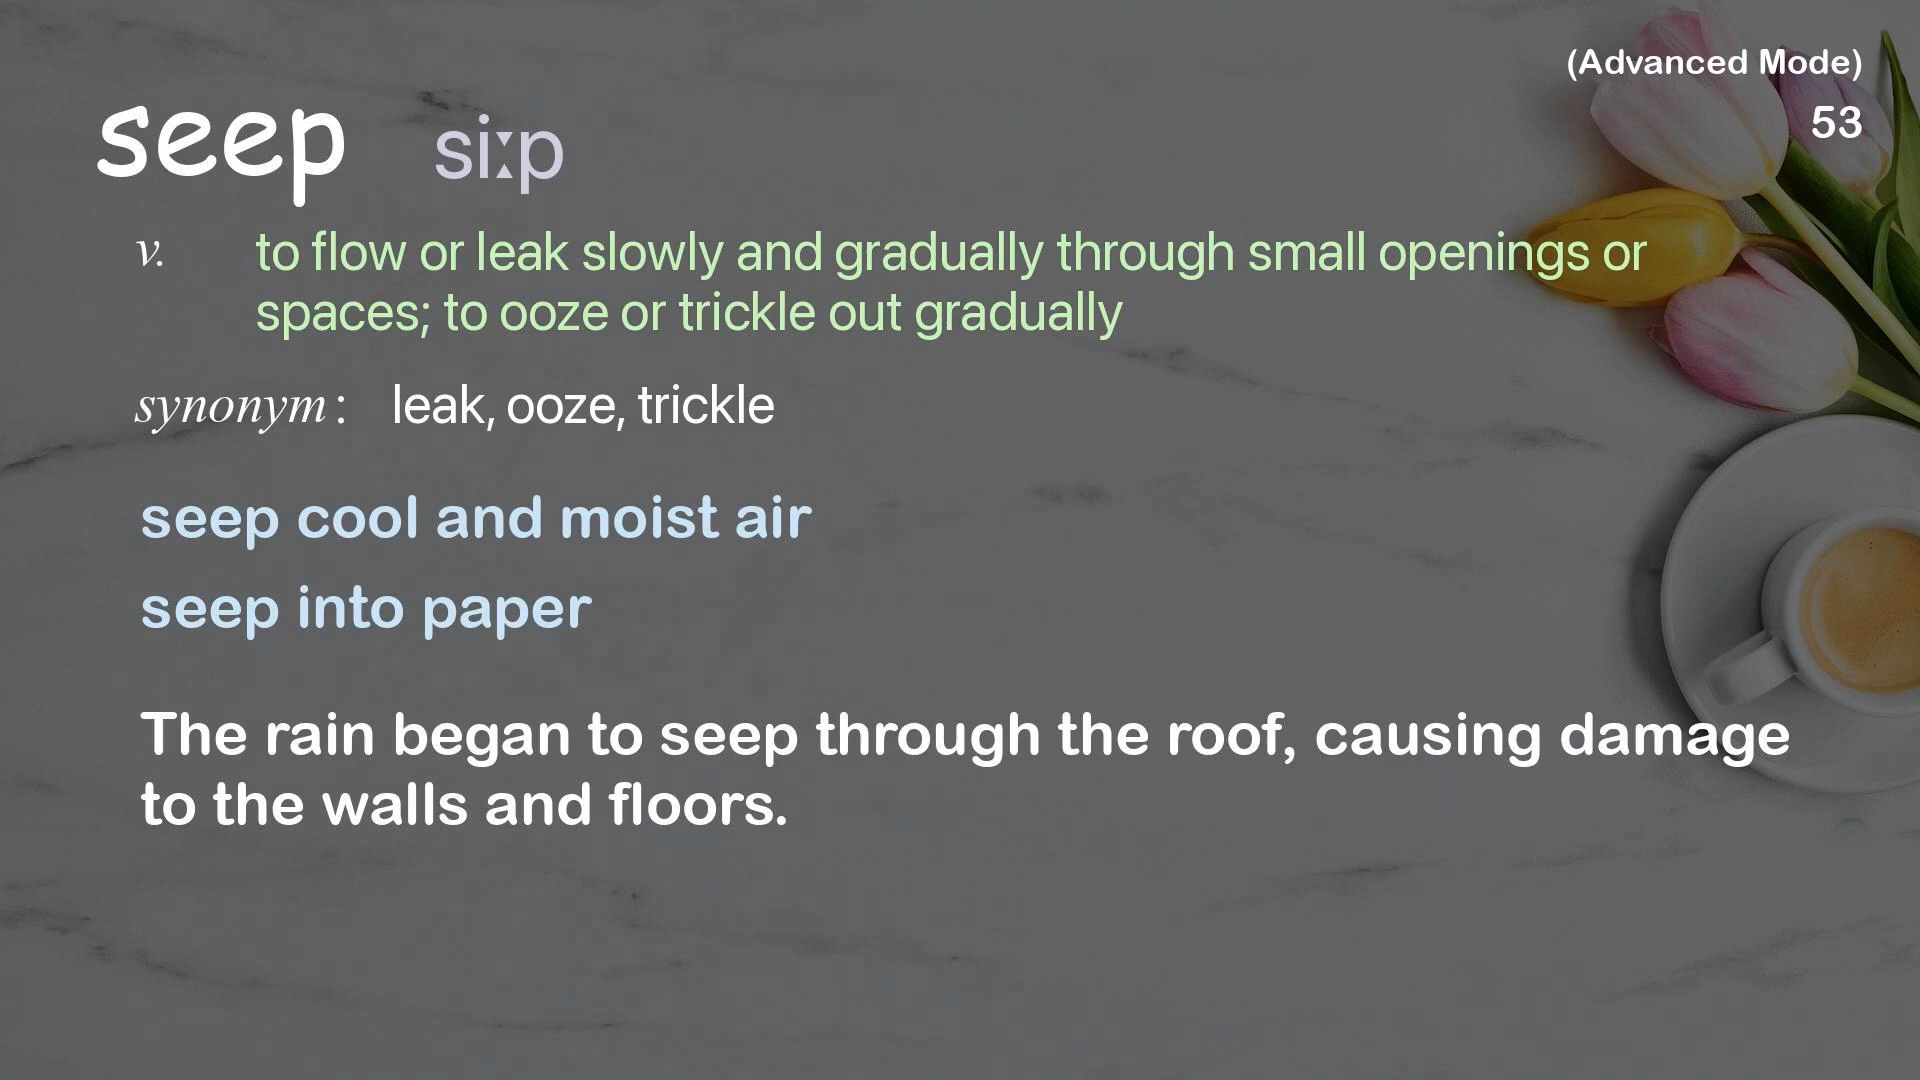 (Advanced Mode)
53
seep siːp
v. to flow or leak slowly and gradually through small openings or
spaces; to ooze or trickle out gradually
synonym: leak, ooze, trickle
seep cool and moist air
seep into paper
The rain began to seep through the roof, causing damage
to the walls and floors.